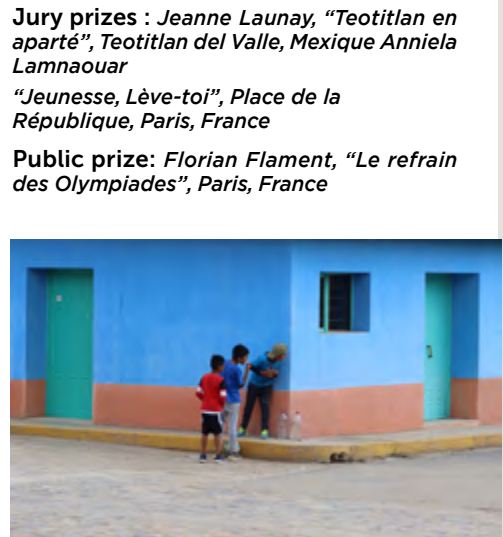 Jury prizes : Jeanne Launay, “Teotitlan en
aparté”, Teotitlan del Valle, Mexique Anniela
Lamnaouar
“Jeunesse, Lève-toi”, Place de la
République, Paris, France
Public prize: Florian Flament, “Le refrain
des Olympiades”, Paris, France